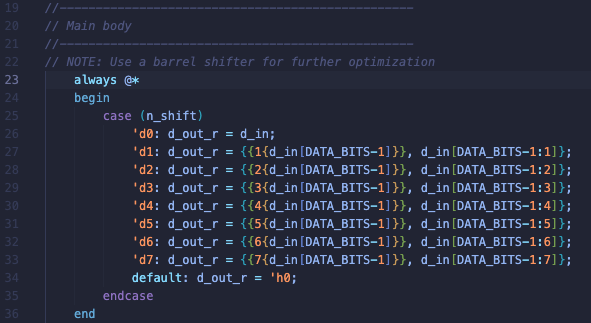 19 //--------------------------------------------------
20 // Main body
21 //--------------------------------------------------
22 // NOTE: Use a barrel shifter for further optimization
23 always @*
24 begin
25 case (n_shift)
26 'd0: d_out_r = d_in;
27 'd1: d_out_r = {{1{d_in[DATA_BITS-1]}}, d_in[DATA_BITS-1:1]};
28 'd2: d_out_r = {{2{d_in[DATA_BITS-1]}}, d_in[DATA_BITS-1:2]};
29 'd3: d_out_r = {{3{d_in[DATA_BITS-1]}}, d_in[DATA_BITS-1:3]};
30 'd4: d_out_r = {{4{d_in[DATA_BITS-1]}}, d_in[DATA_BITS-1:4]};
31 'd5: d_out_r = {{5{d_in[DATA_BITS-1]}}, d_in[DATA_BITS-1:5]};
32 'd6: d_out_r = {{6{d_in[DATA_BITS-1]}}, d_in[DATA_BITS-1:6]};
33 'd7: d_out_r = {{7{d_in[DATA_BITS-1]}}, d_in[DATA_BITS-1:7]};
34 default: d_out_r = 'h0;
35 endcase
36 end